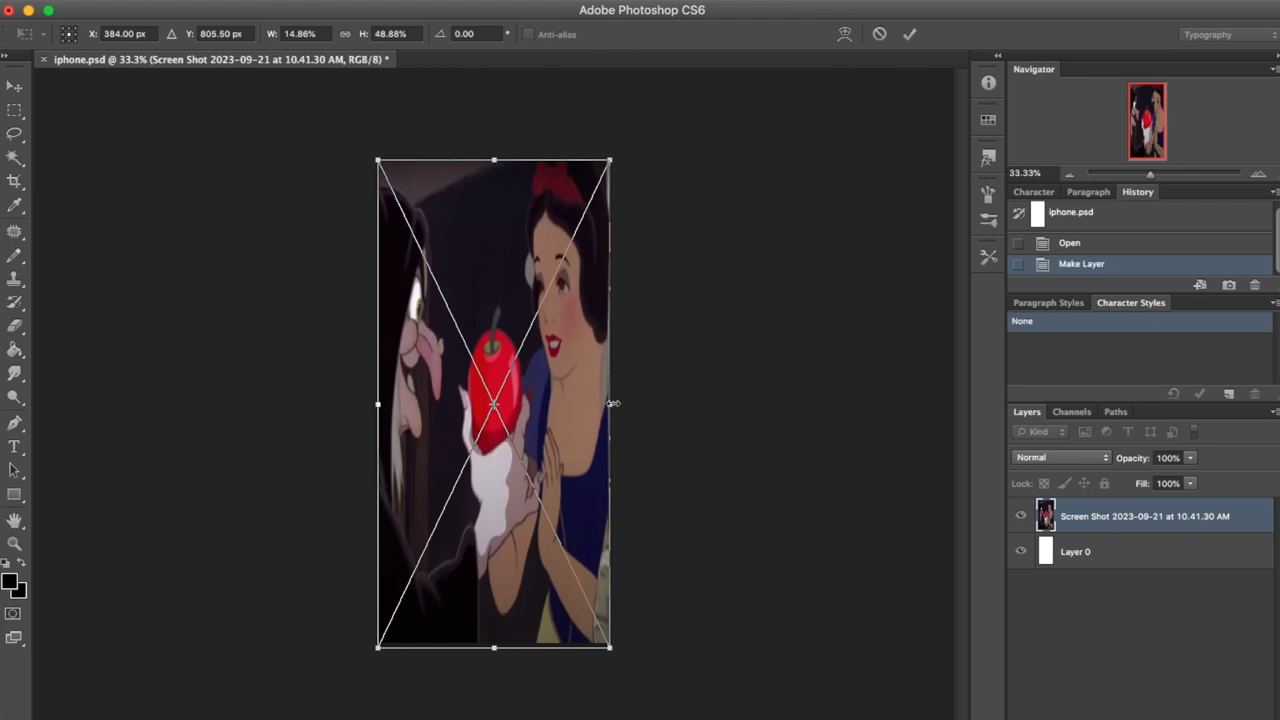 Adobe Photoshop CS6
X: 384.00 px Y: 805.50 px W: 14.86% H: 48.88% 0.00 ° Anti-alias Typography
× iphone.psd @ 33.3% (Screen Shot 2023-09-21 at 10.41.30 AM, RGB/8) *
Navigator
33.33%
Character Paragraph History
iphone.psd
Open
Make Layer
Paragraph Styles Character Styles
None
Layers Channels Paths
Kind
Normal Opacity: 100%
Lock: Fill: 100%
Screen Shot 2023-09-21 at 10.41.30 AM
Layer 0